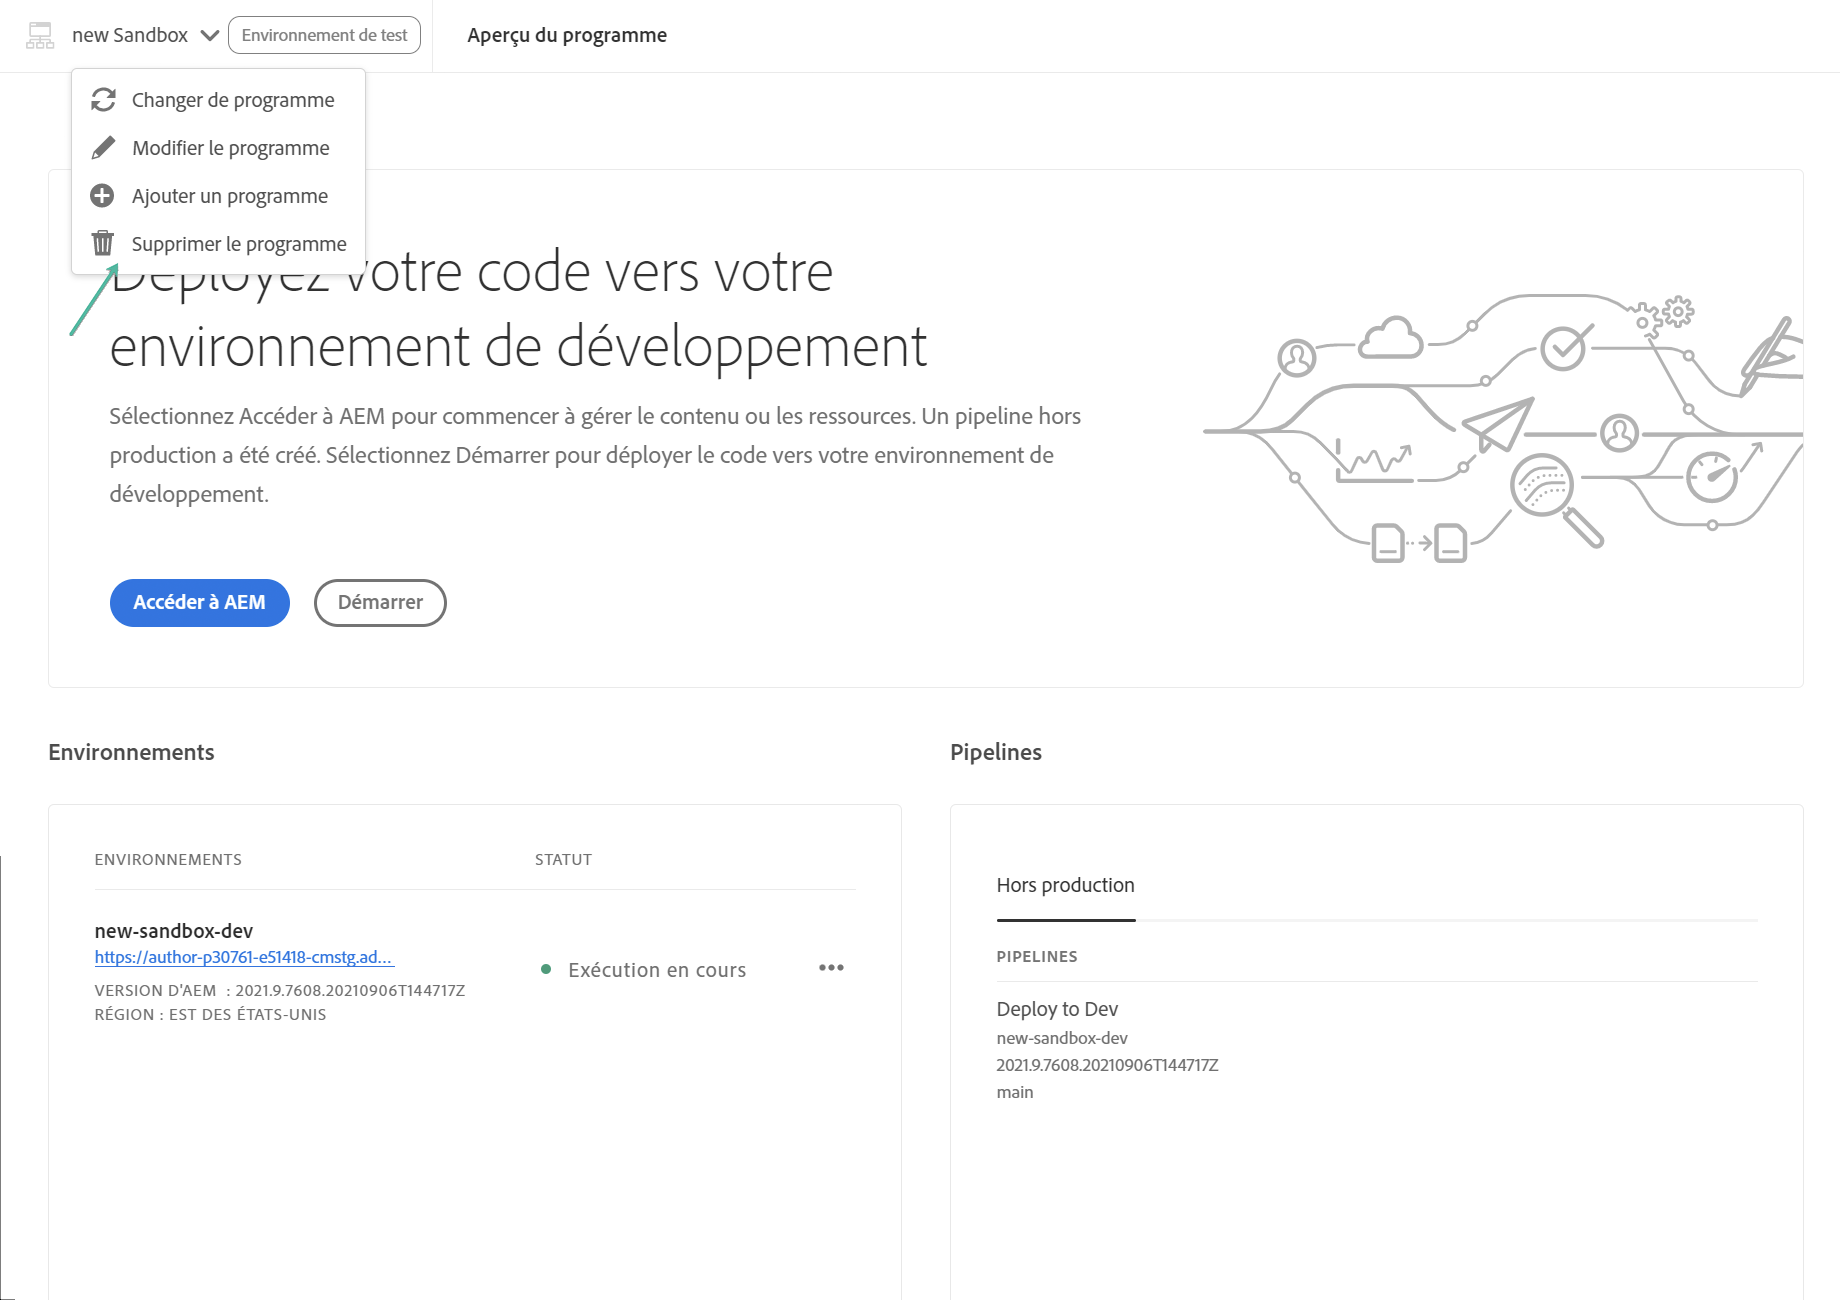 new Sandbox
Environnement de test
Aperçu du programme
Changer de programme
Modifier le programme
Ajouter un programme
Supprimer le programme
Déployez votre code vers votre
environnement de développement
Sélectionnez Accéder à AEM pour commencer à gérer le contenu ou les ressources. Un pipeline hors
production a été créé. Sélectionnez Démarrer pour déployer le code vers votre environnement de
développement.
Accéder à AEM
Démarrer
Environnements
ENVIRONNEMENTS
STATUT
new-sandbox-dev
https://author-p30761-e51418-cmstg.ad...
Exécution en cours
VERSION D'AEM : 2021.9.7608.20210906T144717Z
RÉGION : EST DES ÉTATS-UNIS
Pipelines
Hors production
PIPELINES
Deploy to Dev
new-sandbox-dev
2021.9.7608.20210906T144717Z
main